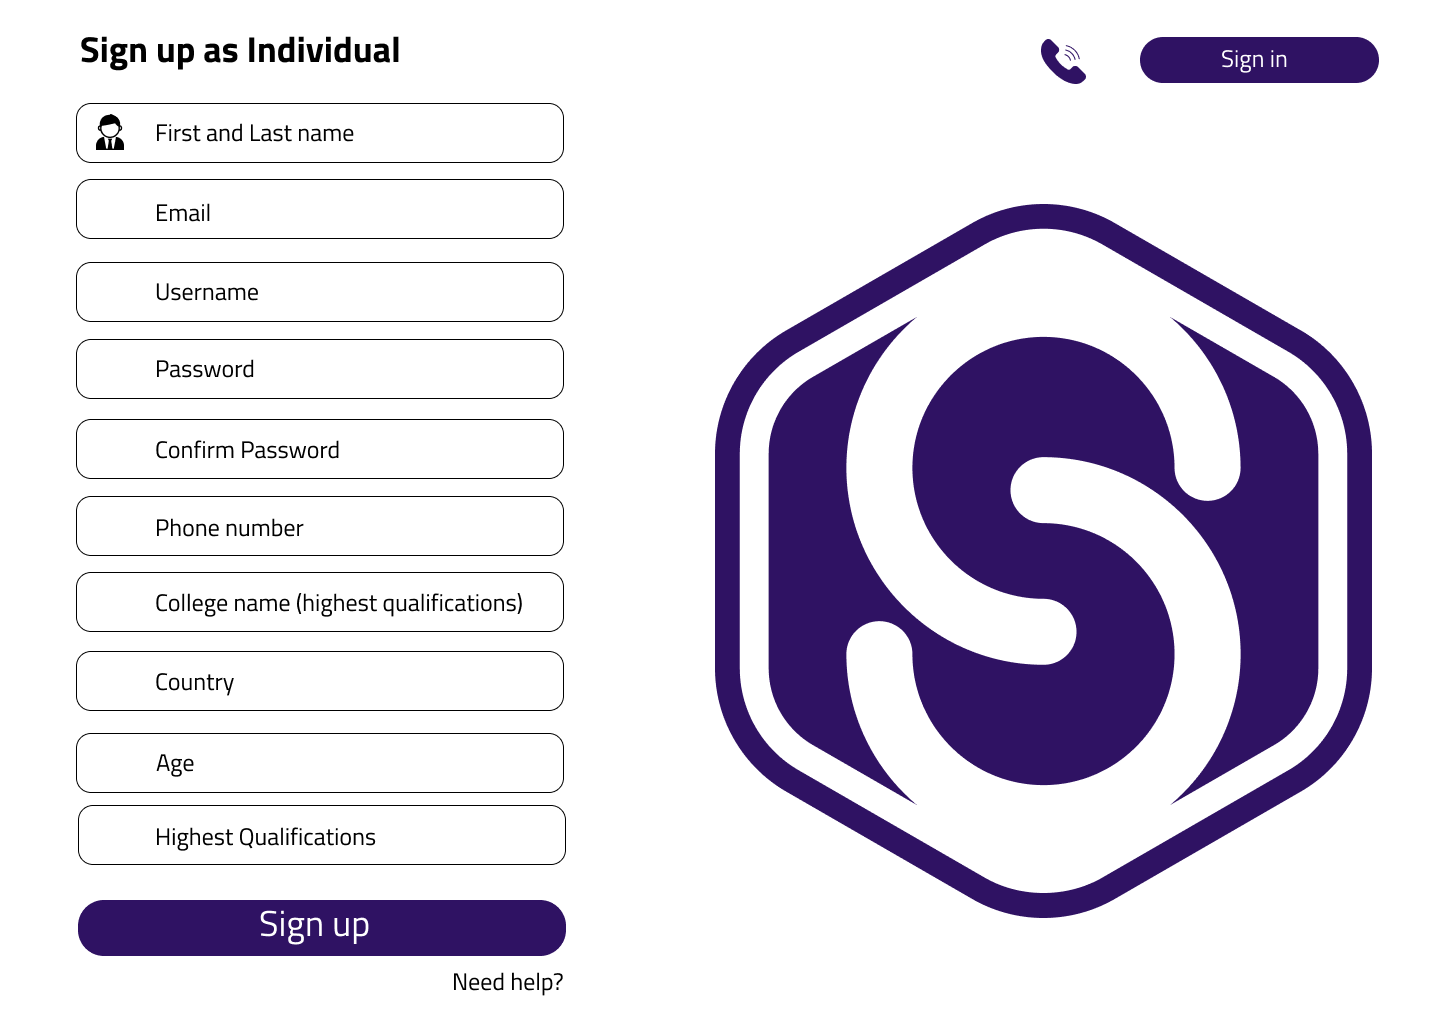 Sign up as Individual
Sign in
First and Last name
Email
Username
Password
Confirm Password
Phone number
College name (highest qualifications)
Country
Age
Highest Qualifications
Sign up
Need help?